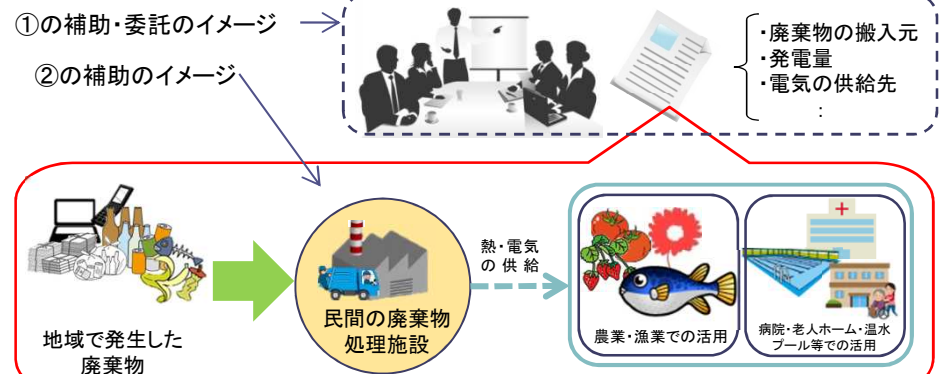 ①の補助・委託のイメージ
②の補助のイメージ
・廃棄物の搬入元
・発電量
・電気の供給先
：
地域で発生した
廃棄物
民間の廃棄物
処理施設
熱・電気
の供給
農業・漁業での活用
病院・老人ホーム・温水
プール等での活用